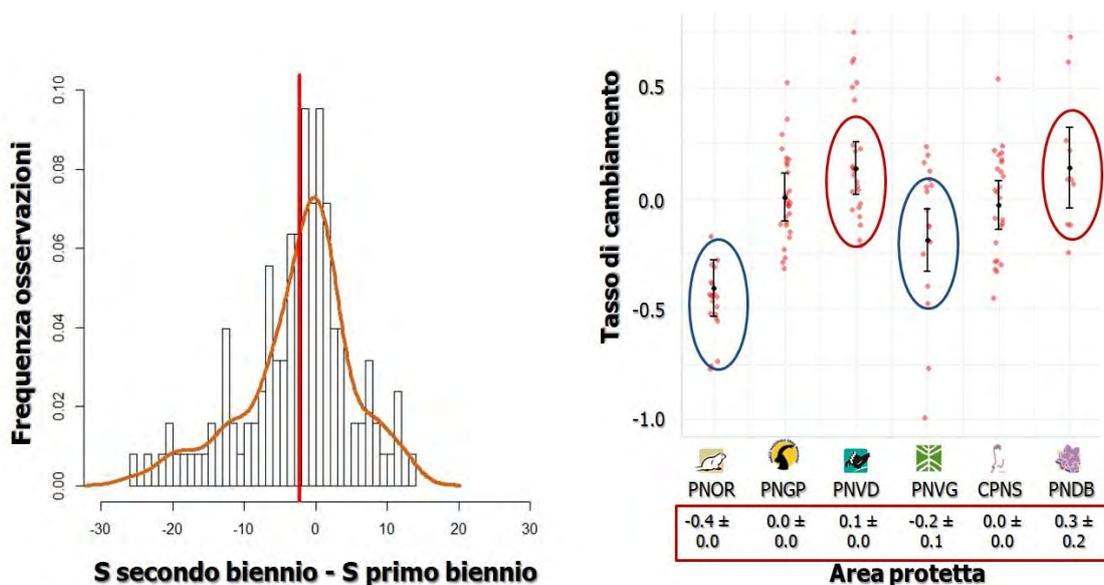 Frequenza osservazioni
0.10
0.08
0.06
0.04
0.02
0.00
-30
-20
-10
0
10
20
30
S secondo biennio - S primo biennio
Tasso di cambiamento
0.5
0.0
-0.5
-1.0
PNOR
PNGP
PNVD
PNVG
CPNS
PNDB
-0.4 ± 0.0 ± 0.1 ± -0.2 ± 0.0 ± 0.3 ±
0.0 0.0 0.0 0.1 0.0 0.2
Area protetta